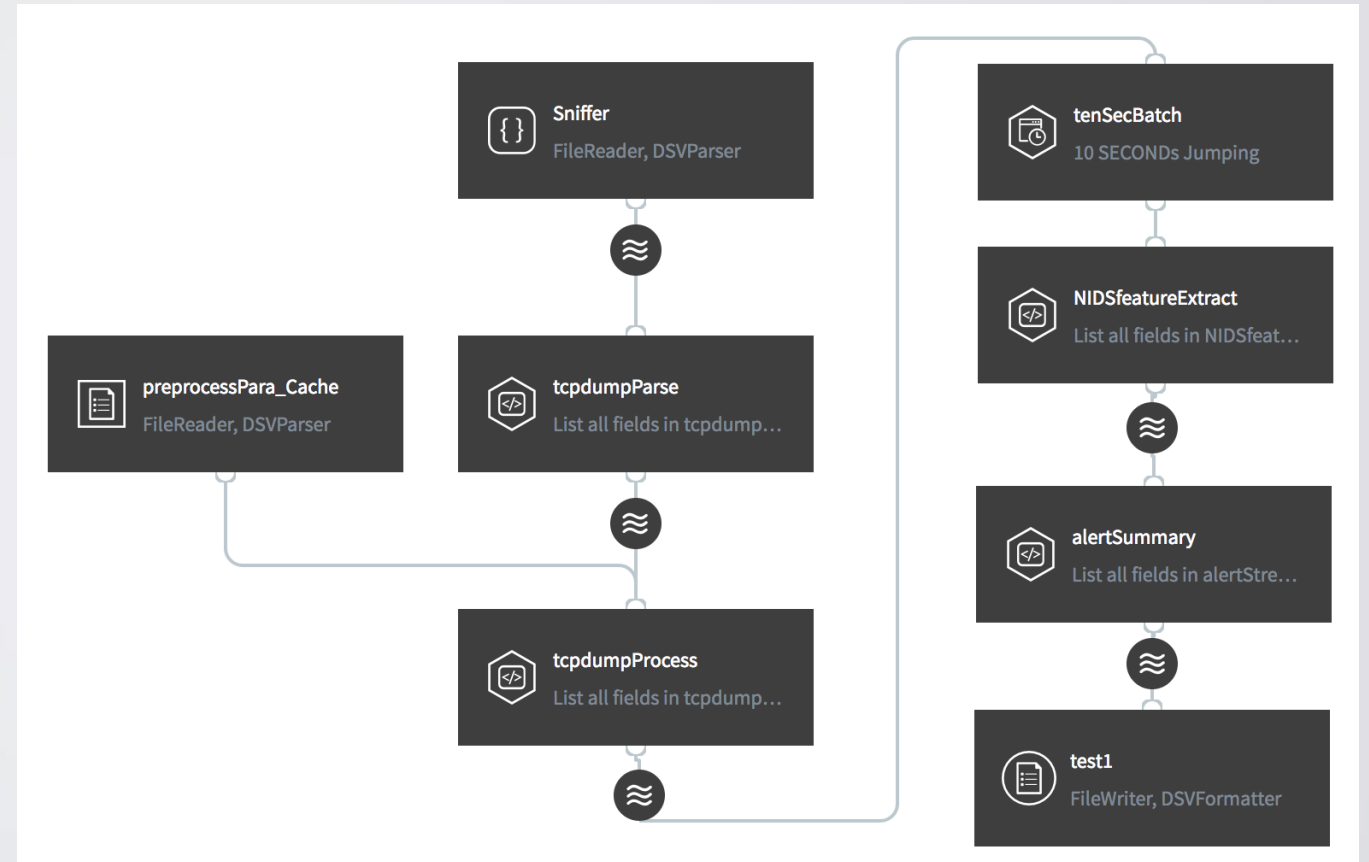 Sniffer
FileReader, DSVParser
preprocessPara_Cache
FileReader, DSVParser
tcpdumpParse
List all fields in tcpdump...
tcpdumpProcess
List all fields in tcpdump...
tenSecBatch
10 SECONDs Jumping
NIDSfeatureExtract
List all fields in NIDSfeat...
alertSummary
List all fields in alertStre...
test1
FileWriter, DSVFormatter